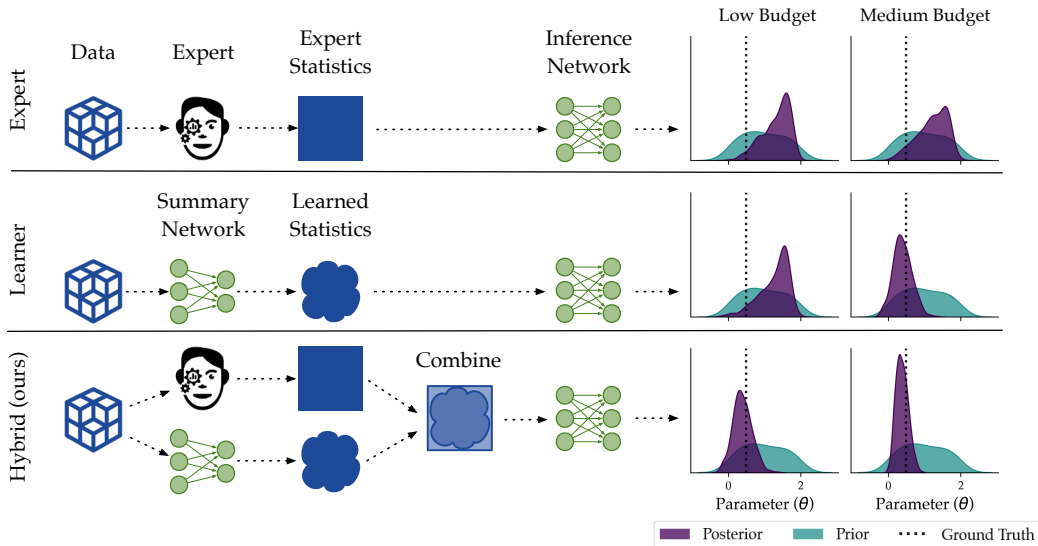 Low Budget
Medium Budget
Data
Expert
Expert
Statistics
Inference
Network
Expert
Summary
Network
Learned
Statistics
Learner
Combine
Hybrid (ours)
0
2
0
2
Parameter (θ)
Parameter (θ)
Posterior
Prior
Ground Truth